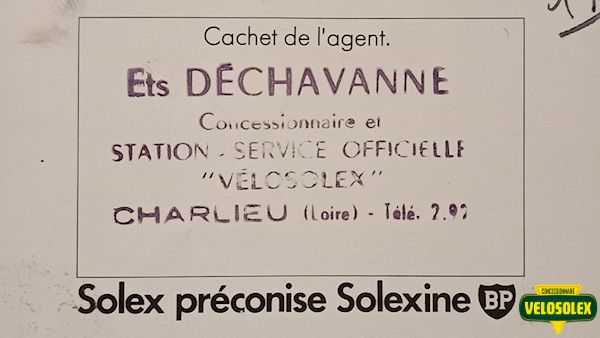 Cachet de l'agent.
Ets DÉCHAVANNE
Concessionnaire et
STATION - SERVICE OFFICIELLE
"VÉLOSOLEX"
CHARLIEU (Loire) - Télé.
Solex préconise Solexine BP
CONCESSIONNAIRE
VELOSOLEX